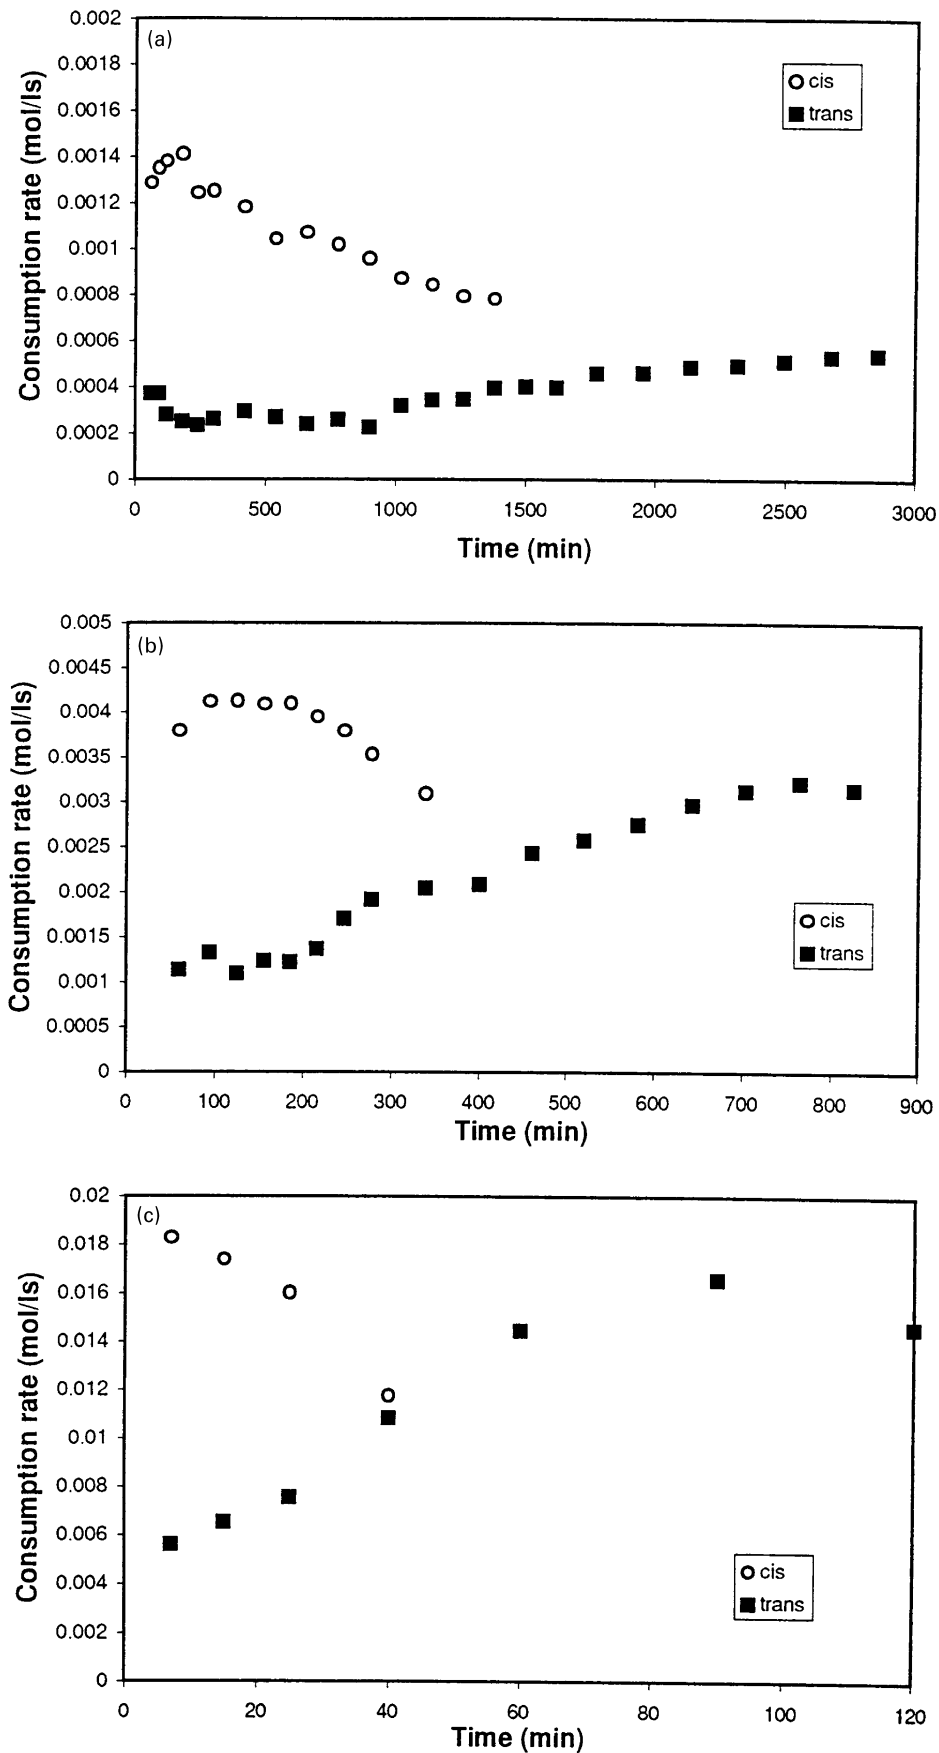 (a)
0.002
0.0018
0.0016
0.0014
0.0012
0.001
0.0008
0.0006
0.0004
0.0002
0
Consumption rate (mol/ls)
cis
trans
0 500 1000 1500 2000 2500 3000
Time (min)
(b)
0.005
0.0045
0.004
0.0035
0.003
0.0025
0.002
0.0015
0.001
0.0005
0
Consumption rate (mol/ls)
cis
trans
0 100 200 300 400 500 600 700 800 900
Time (min)
(c)
0.02
0.018
0.016
0.014
0.012
0.01
0.008
0.006
0.004
0.002
0
Consumption rate (mol/ls)
cis
trans
0 20 40 60 80 100 120
Time (min)